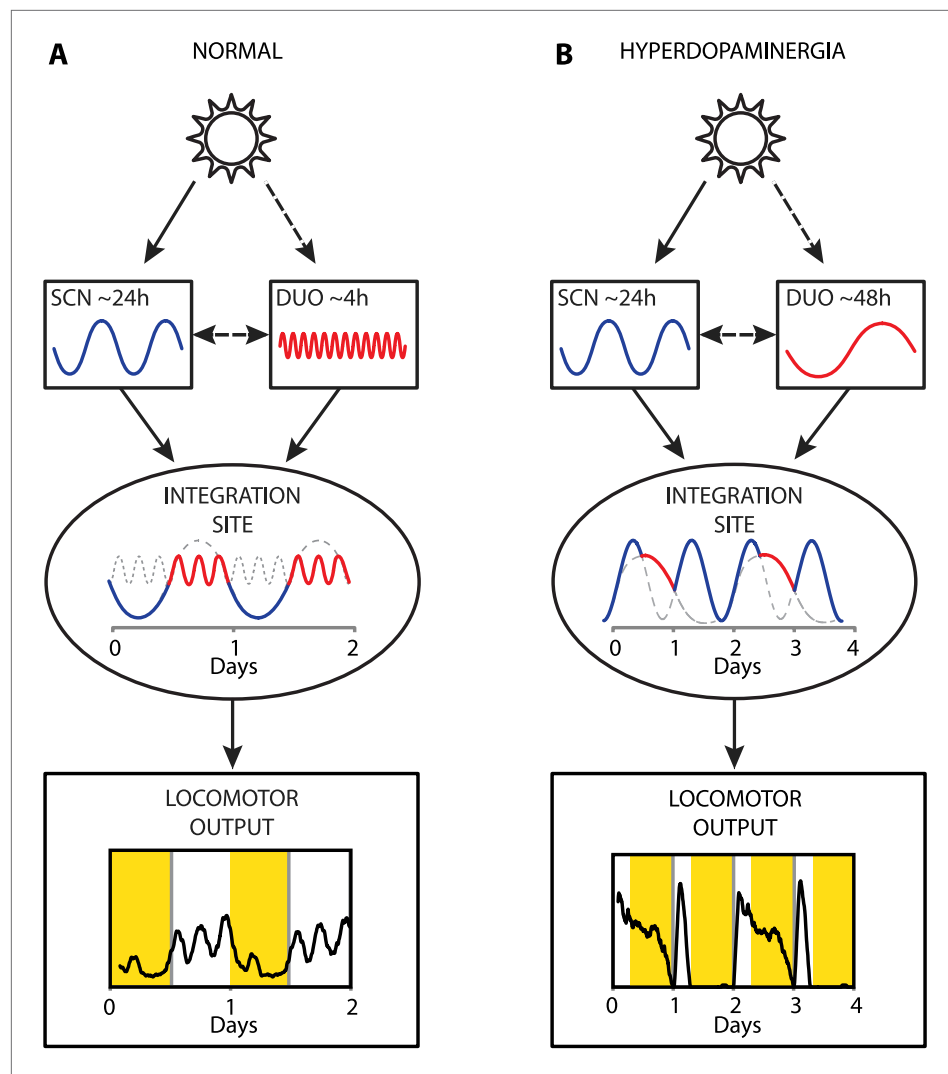 A
NORMAL
SCN ~24h
DUO ~4h
INTEGRATION
SITE
0
1
2
Days
LOCOMOTOR
OUTPUT
0
1
2
Days
B
HYPERDOPAMINERGIA
SCN ~24h
DUO ~48h
INTEGRATION
SITE
0
1
2
3
4
Days
LOCOMOTOR
OUTPUT
0
1
2
3
4
Days